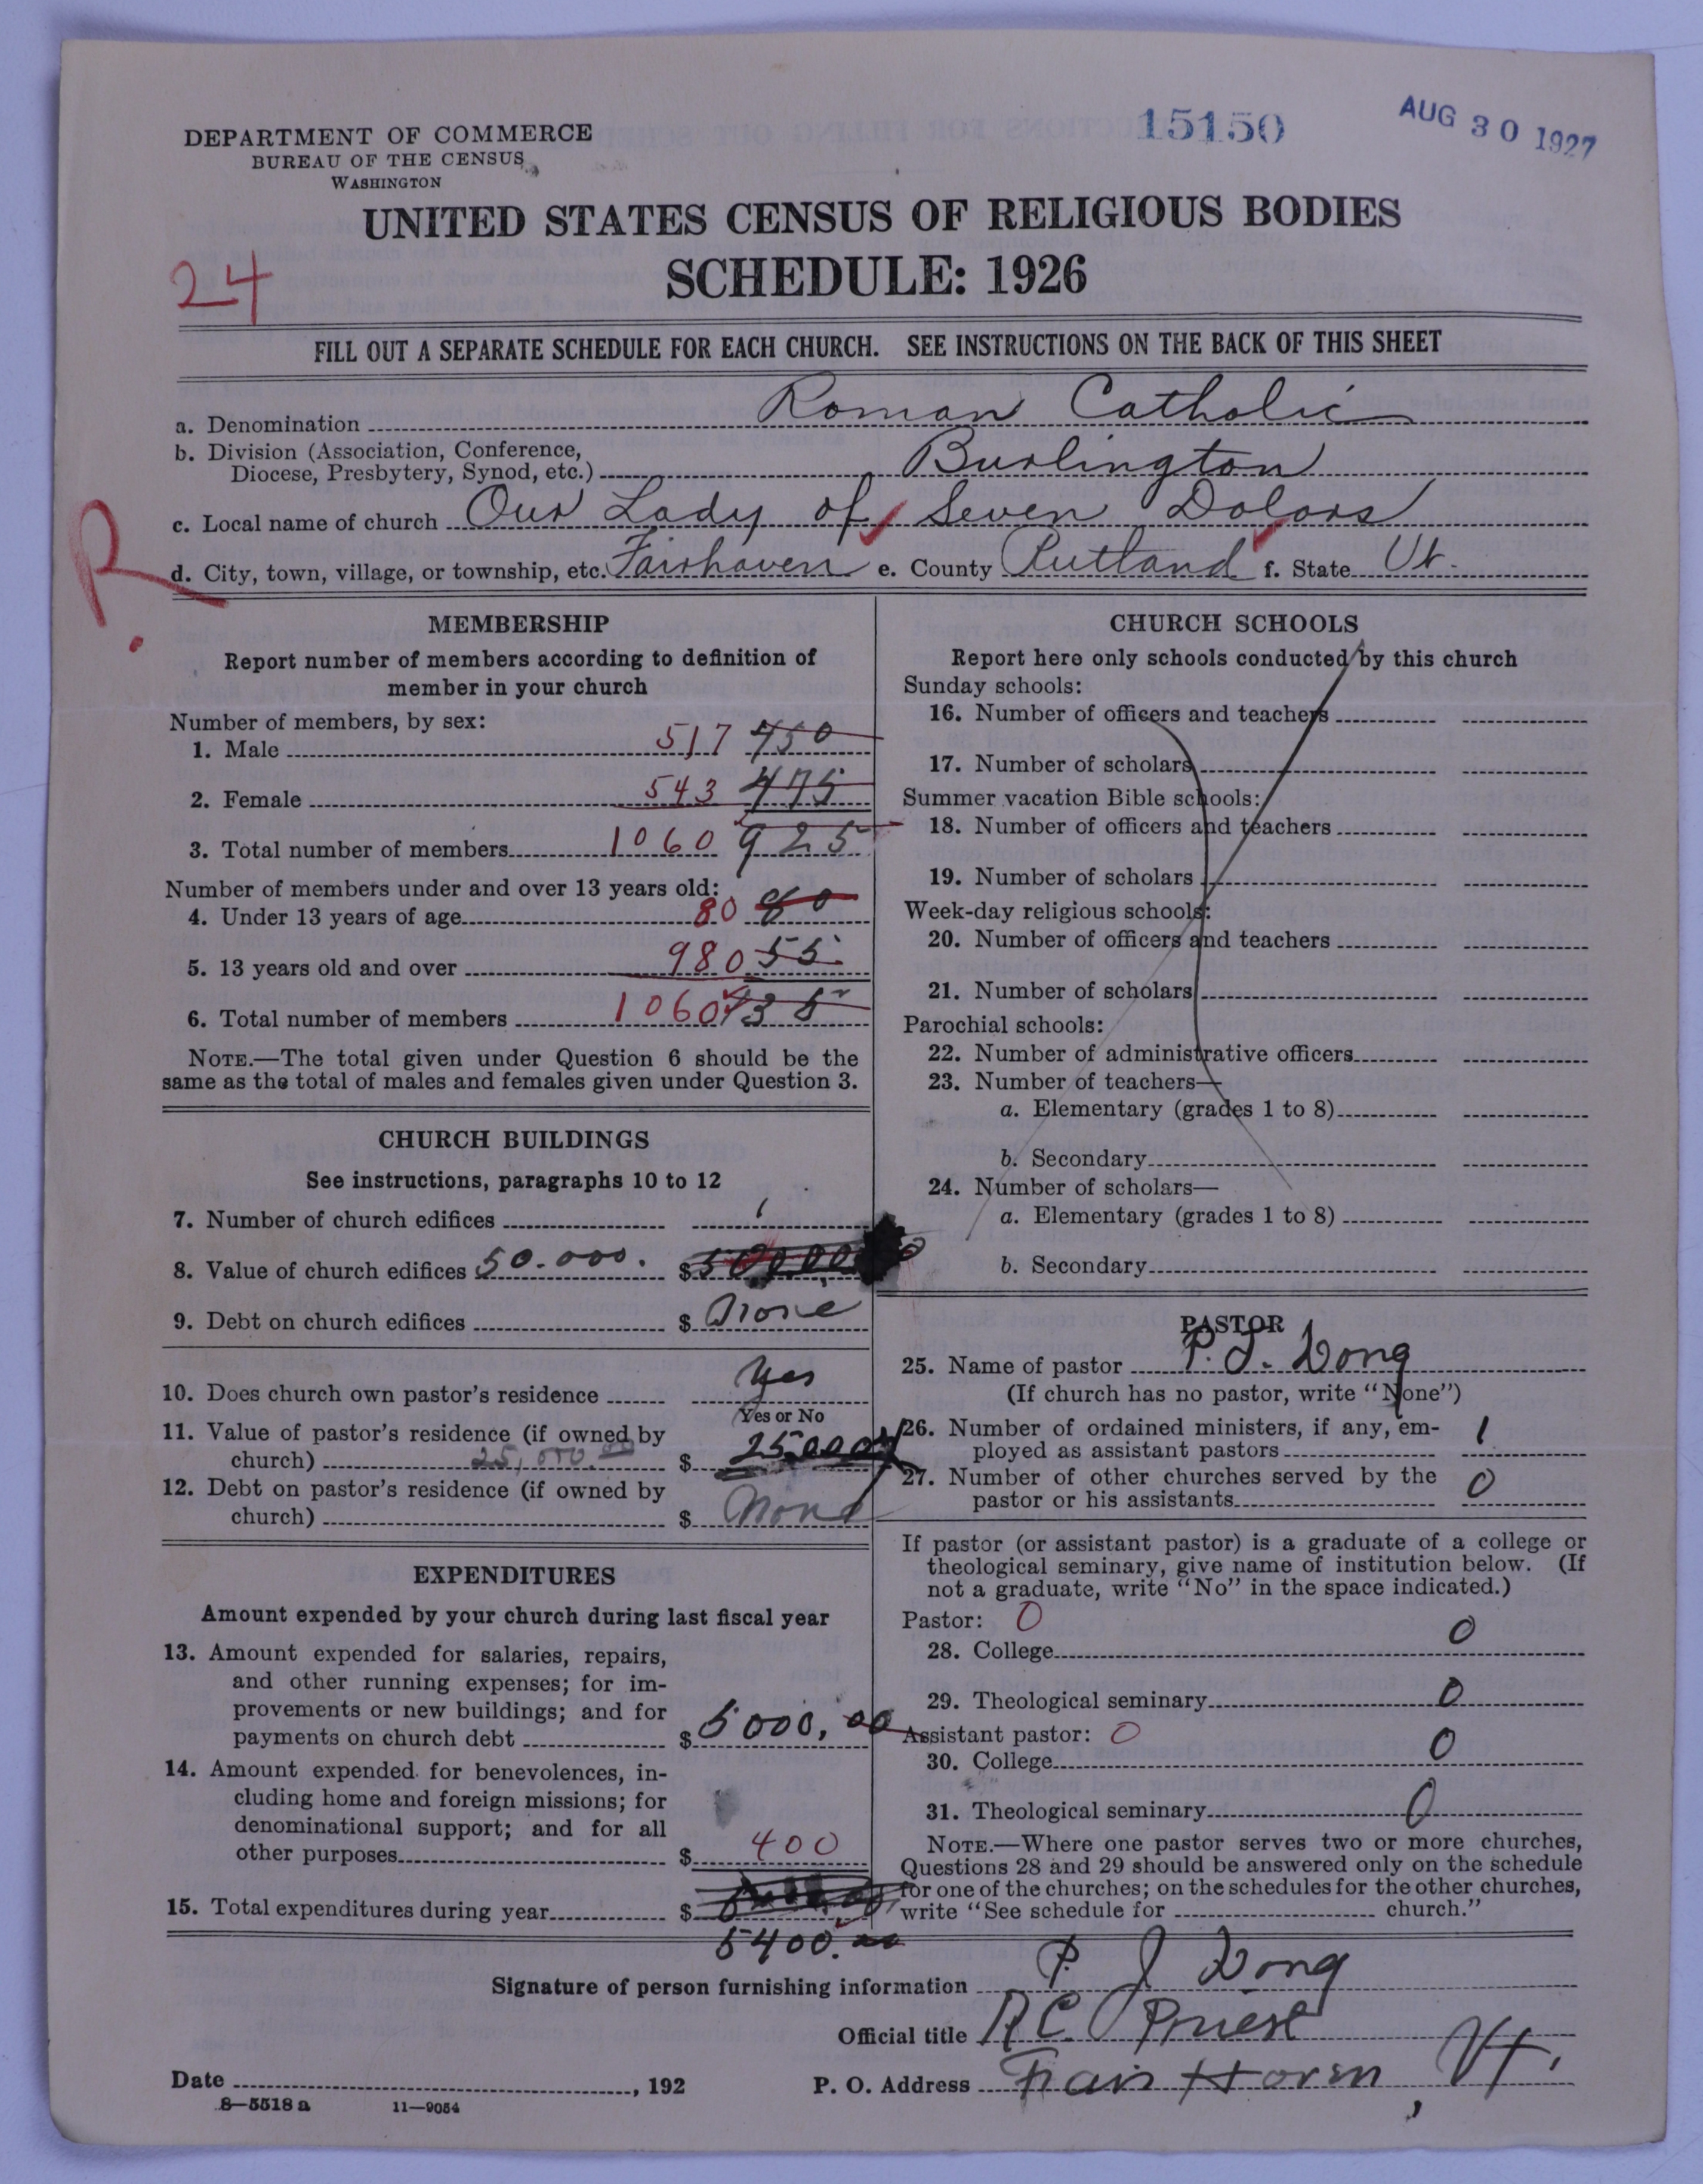 15150
AUG 30 1927
DEPARTMENT OF COMMERCE
BUREAU OF THE CENSUS
WASHINGTON
UNITED STATES CENSUS OF RELIGIOUS BODIES
SCHEDULE: 1926
24
FILL OUT A SEPARATE SCHEDULE FOR EACH CHURCH. SEE INSTRUCTIONS ON THE BACK OF THIS SHEET
a. Denomination Roman Catholic
b. Division (Association, Conference,
Diocese, Presbytery, Synod, etc.) Burlington
c. Local name of church Our Lady of Seven Dolors
R.
d. City, town, village, or township, etc. Fairhaven e. County Rutland f. State Vt.
MEMBERSHIP
Report number of members according to definition of
member in your church
Number of members, by sex:
1. Male 517 450
2. Female 543 475
3. Total number of members 1060 925
Number of members under and over 13 years old:
4. Under 13 years of age 80 80
5. 13 years old and over 980 55
6. Total number of members 1060 435
NOTE.—The total given under Question 6 should be the
same as the total of males and females given under Question 3.
CHURCH BUILDINGS
See instructions, paragraphs 10 to 12
7. Number of church edifices 1
8. Value of church edifices 50.000. $
9. Debt on church edifices $ None
10. Does church own pastor's residence Yes
Yes or No
11. Value of pastor's residence (if owned by
church) 25,000.00 $ 25000
12. Debt on pastor's residence (if owned by
church) $ None
EXPENDITURES
Amount expended by your church during last fiscal year
13. Amount expended for salaries, repairs,
and other running expenses; for im-
provements or new buildings; and for
payments on church debt $ 5000,00
14. Amount expended for benevolences, in-
cluding home and foreign missions; for
denominational support; and for all
other purposes $ 400
15. Total expenditures during year $
5400.00
CHURCH SCHOOLS
Report here only schools conducted by this church
Sunday schools:
16. Number of officers and teachers
17. Number of scholars
Summer vacation Bible schools:
18. Number of officers and teachers
19. Number of scholars
Week-day religious schools:
20. Number of officers and teachers
21. Number of scholars
Parochial schools:
22. Number of administrative officers
23. Number of teachers—
a. Elementary (grades 1 to 8)
b. Secondary
24. Number of scholars—
a. Elementary (grades 1 to 8)
b. Secondary
PASTOR
25. Name of pastor P. J. Long
(If church has no pastor, write "None")
26. Number of ordained ministers, if any, em-
ployed as assistant pastors 1
27. Number of other churches served by the
pastor or his assistants 0
If pastor (or assistant pastor) is a graduate of a college or
theological seminary, give name of institution below. (If
not a graduate, write "No" in the space indicated.)
Pastor: 0
28. College 0
29. Theological seminary 0
Assistant pastor: 0
30. College 0
31. Theological seminary 0
NOTE.—Where one pastor serves two or more churches,
Questions 28 and 29 should be answered only on the schedule
for one of the churches; on the schedules for the other churches,
write "See schedule for church."
Signature of person furnishing information P. J Long
Official title R.C. Priest
Date , 192
P. O. Address Fair Haven, Vt.
8—5518 a 11—9054